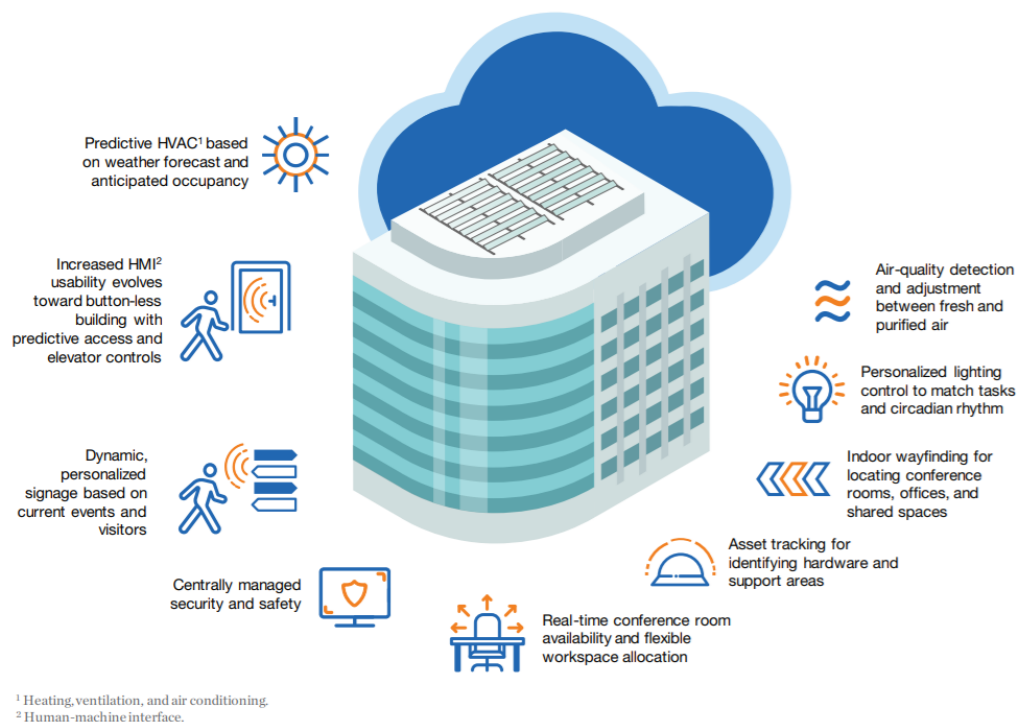 Predictive HVAC¹ based
on weather forecast and
anticipated occupancy
Increased HMI²
usability evolves
toward button-less
building with
predictive access and
elevator controls
Dynamic,
personalized
signage based on
current events and
visitors
Centrally managed
security and safety
Real-time conference room
availability and flexible
workspace allocation
Asset tracking for
identifying hardware and
support areas
Indoor wayfinding for
locating conference
rooms, offices, and
shared spaces
Personalized lighting
control to match tasks
and circadian rhythm
Air-quality detection
and adjustment
between fresh and
purified air
¹ Heating, ventilation, and air conditioning.
² Human-machine interface.